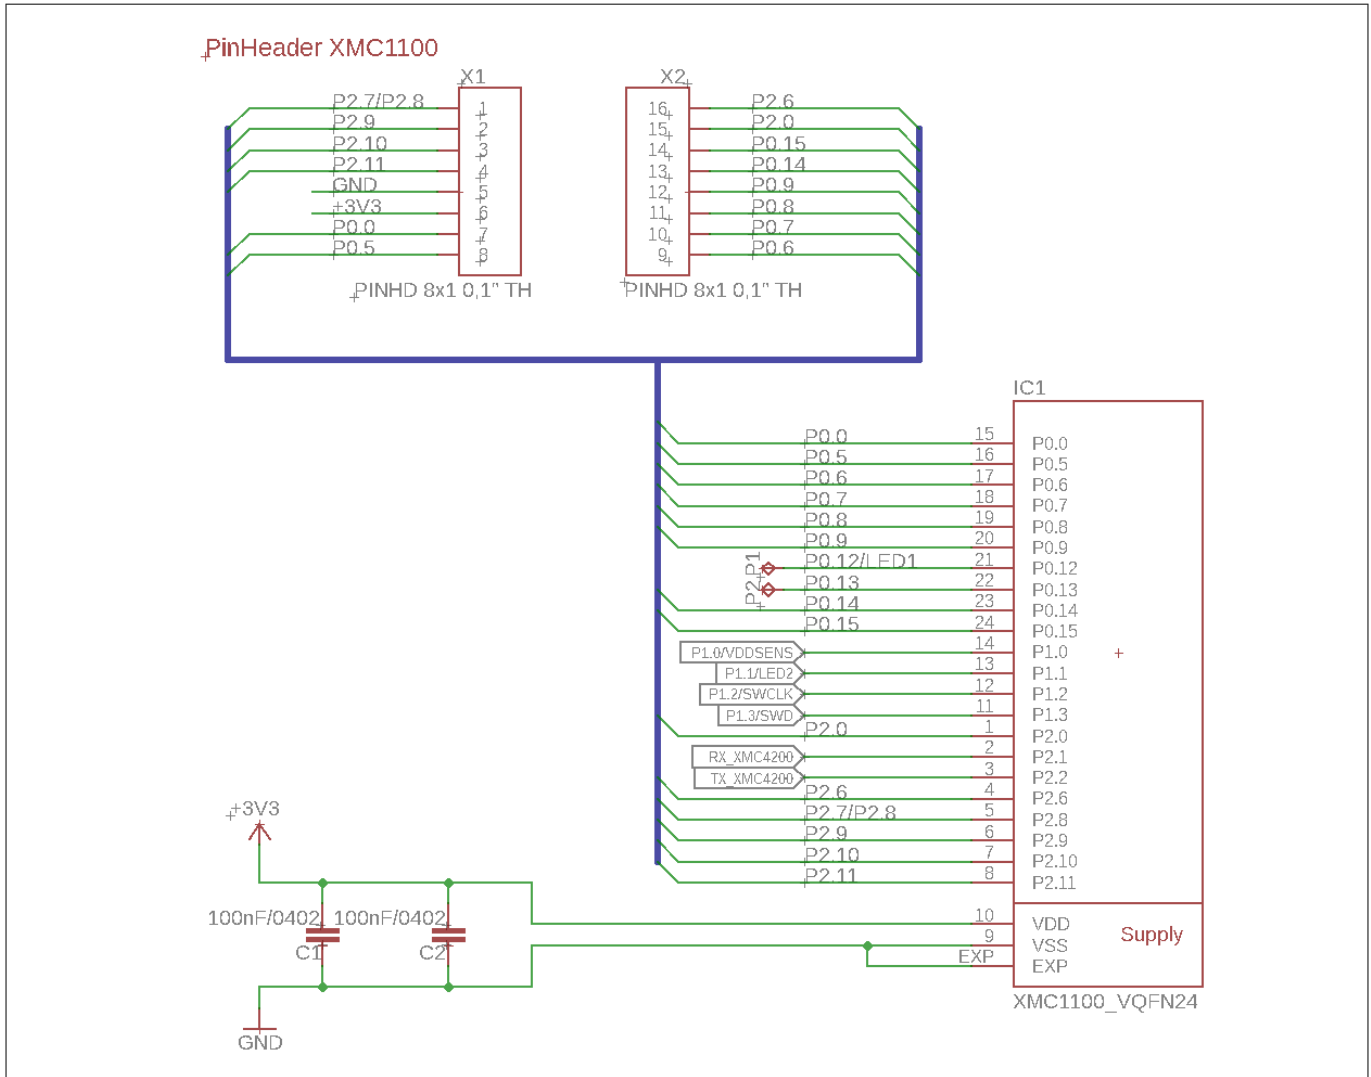 PinHeader XMC1100
X1
P2.7/P2.8 1
P2.9 2
P2.10 3
P2.11 4
GND 5
+3V3 6
P0.0 7
P0.5 8
PINHD 8x1 0,1" TH
X2
16 P2.6
15 P2.0
14 P0.15
13 P0.14
12 P0.9
11 P0.8
10 P0.7
9 P0.6
PINHD 8x1 0,1" TH
IC1
P0.0 15 P0.0
P0.5 16 P0.5
P0.6 17 P0.6
P0.7 18 P0.7
P0.8 19 P0.8
P0.9 20 P0.9
P1 P0.12/LED1 21 P0.12
P2 P0.13 22 P0.13
P0.14 23 P0.14
P0.15 24 P0.15
P1.0/VDDSENS 14 P1.0
P1.1/LED2 13 P1.1
P1.2/SWCLK 12 P1.2
P1.3/SWD 11 P1.3
P2.0 1 P2.0
RX_XMC4200 2 P2.1
TX_XMC4200 3 P2.2
P2.6 4 P2.6
P2.7/P2.8 5 P2.8
P2.9 6 P2.9
P2.10 7 P2.10
P2.11 8 P2.11
10 VDD
9 VSS
EXP EXP
Supply
XMC1100_VQFN24
+3V3
100nF/0402 100nF/0402
C1 C2
GND